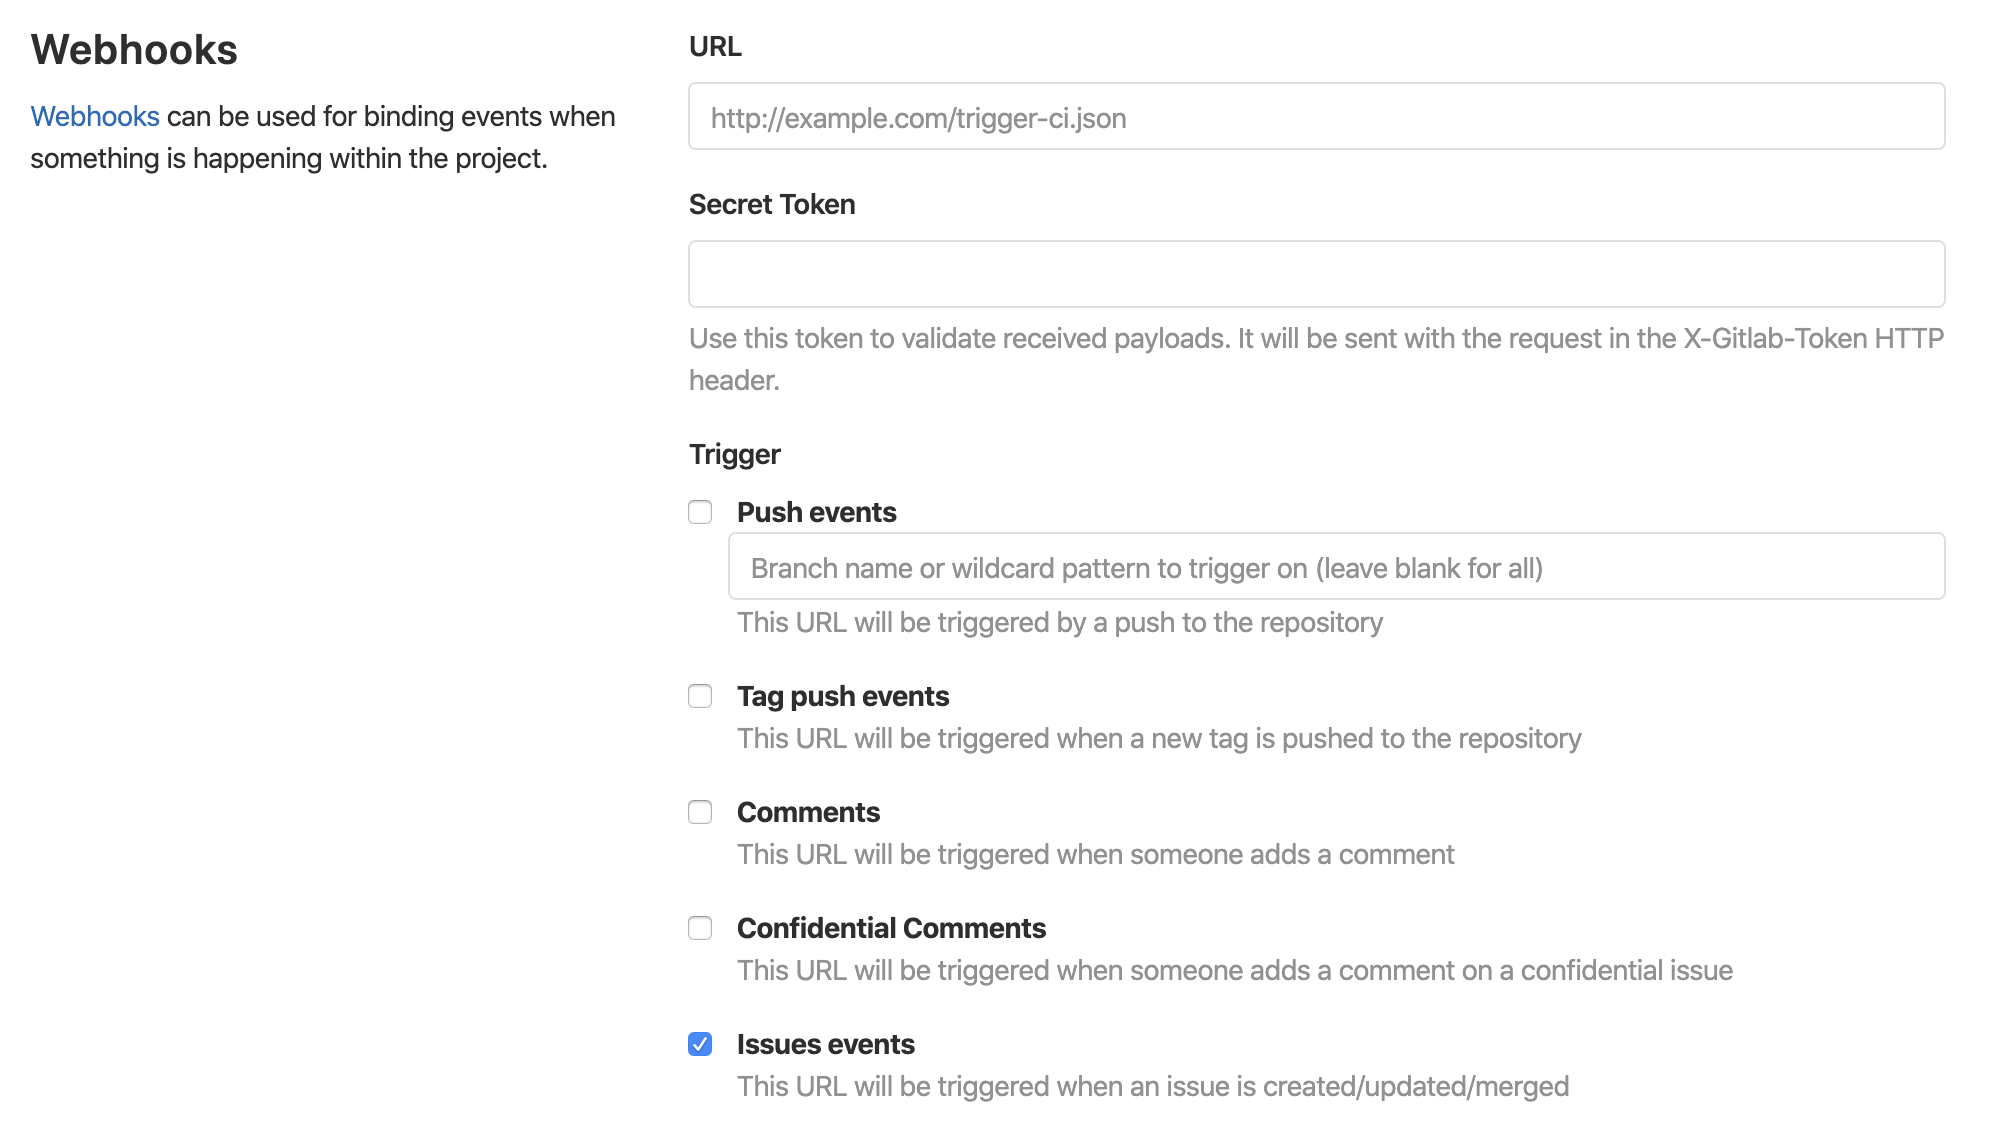 Webhooks
Webhooks can be used for binding events when
something is happening within the project.
URL
http://example.com/trigger-ci.json
Secret Token
Use this token to validate received payloads. It will be sent with the request in the X-Gitlab-Token HTTP
header.
Trigger
Push events
Branch name or wildcard pattern to trigger on (leave blank for all)
This URL will be triggered by a push to the repository
Tag push events
This URL will be triggered when a new tag is pushed to the repository
Comments
This URL will be triggered when someone adds a comment
Confidential Comments
This URL will be triggered when someone adds a comment on a confidential issue
Issues events
This URL will be triggered when an issue is created/updated/merged